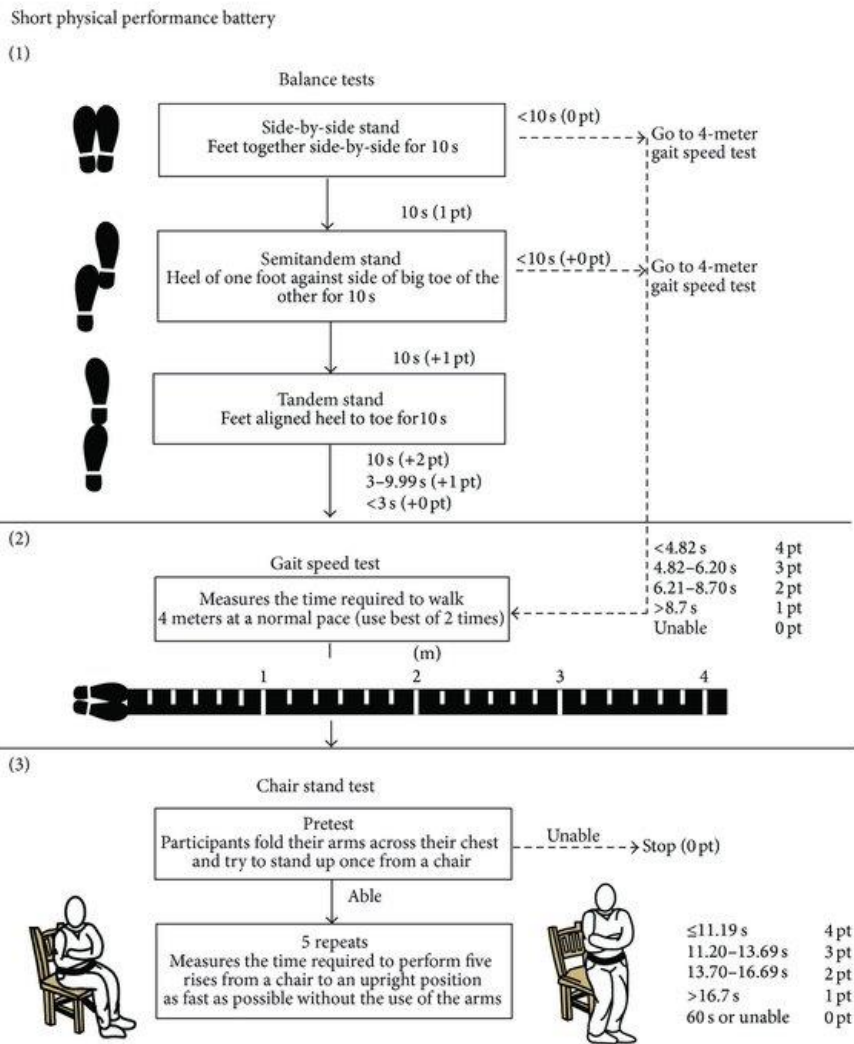 Short physical performance battery
(1)
Balance tests
Side-by-side stand
Feet together side-by-side for 10 s
<10 s (0 pt)
Go to 4-meter
gait speed test
10 s (1 pt)
Semitandem stand
Heel of one foot against side of big toe of the
other for 10 s
<10 s (+0 pt)
Go to 4-meter
gait speed test
10 s (+1 pt)
Tandem stand
Feet aligned heel to toe for10 s
10 s (+2 pt)
3–9.99 s (+1 pt)
<3 s (+0 pt)
(2)
Gait speed test
Measures the time required to walk
4 meters at a normal pace (use best of 2 times)
<4.82 s 4 pt
4.82–6.20 s 3 pt
6.21–8.70 s 2 pt
>8.7 s 1 pt
Unable 0 pt
(m)
1 2 3 4
(3)
Chair stand test
Pretest
Participants fold their arms across their chest
and try to stand up once from a chair
Unable
Stop (0 pt)
Able
5 repeats
Measures the time required to perform five
rises from a chair to an upright position
as fast as possible without the use of the arms
≤11.19 s 4 pt
11.20–13.69 s 3 pt
13.70–16.69 s 2 pt
>16.7 s 1 pt
60 s or unable 0 pt